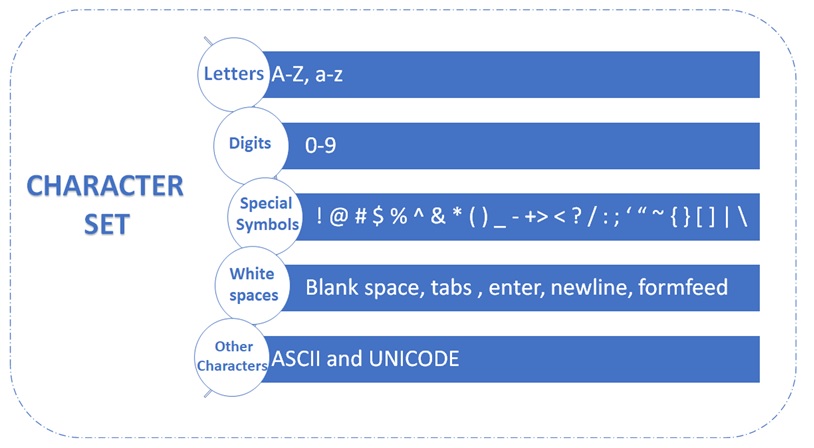 CHARACTER
SET
Letters
A-Z, a-z
Digits
0-9
Special
Symbols
! @ # $ % ^ & * ( ) _ - +> < ? / : ; ‘ “ ~ { } [ ] | \
White
spaces
Blank space, tabs , enter, newline, formfeed
Other
Characters
ASCII and UNICODE